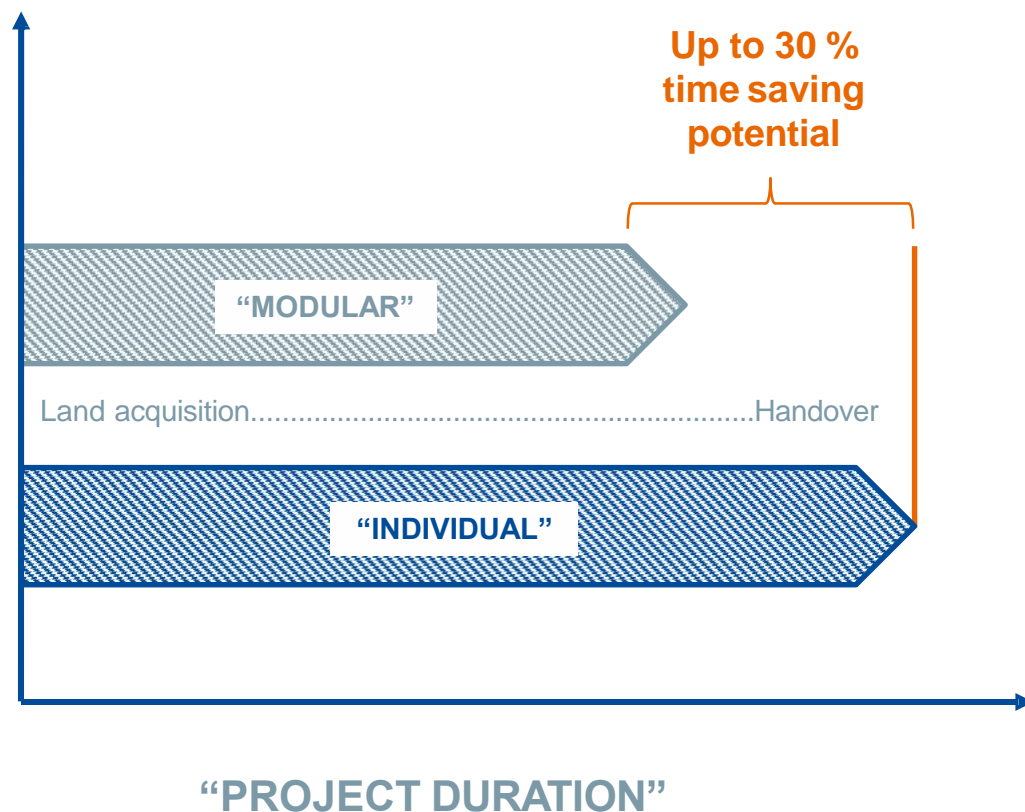 Up to 30 %
time saving
potential
“MODULAR”
Land acquisition................................................................Handover
“INDIVIDUAL”
“PROJECT DURATION”